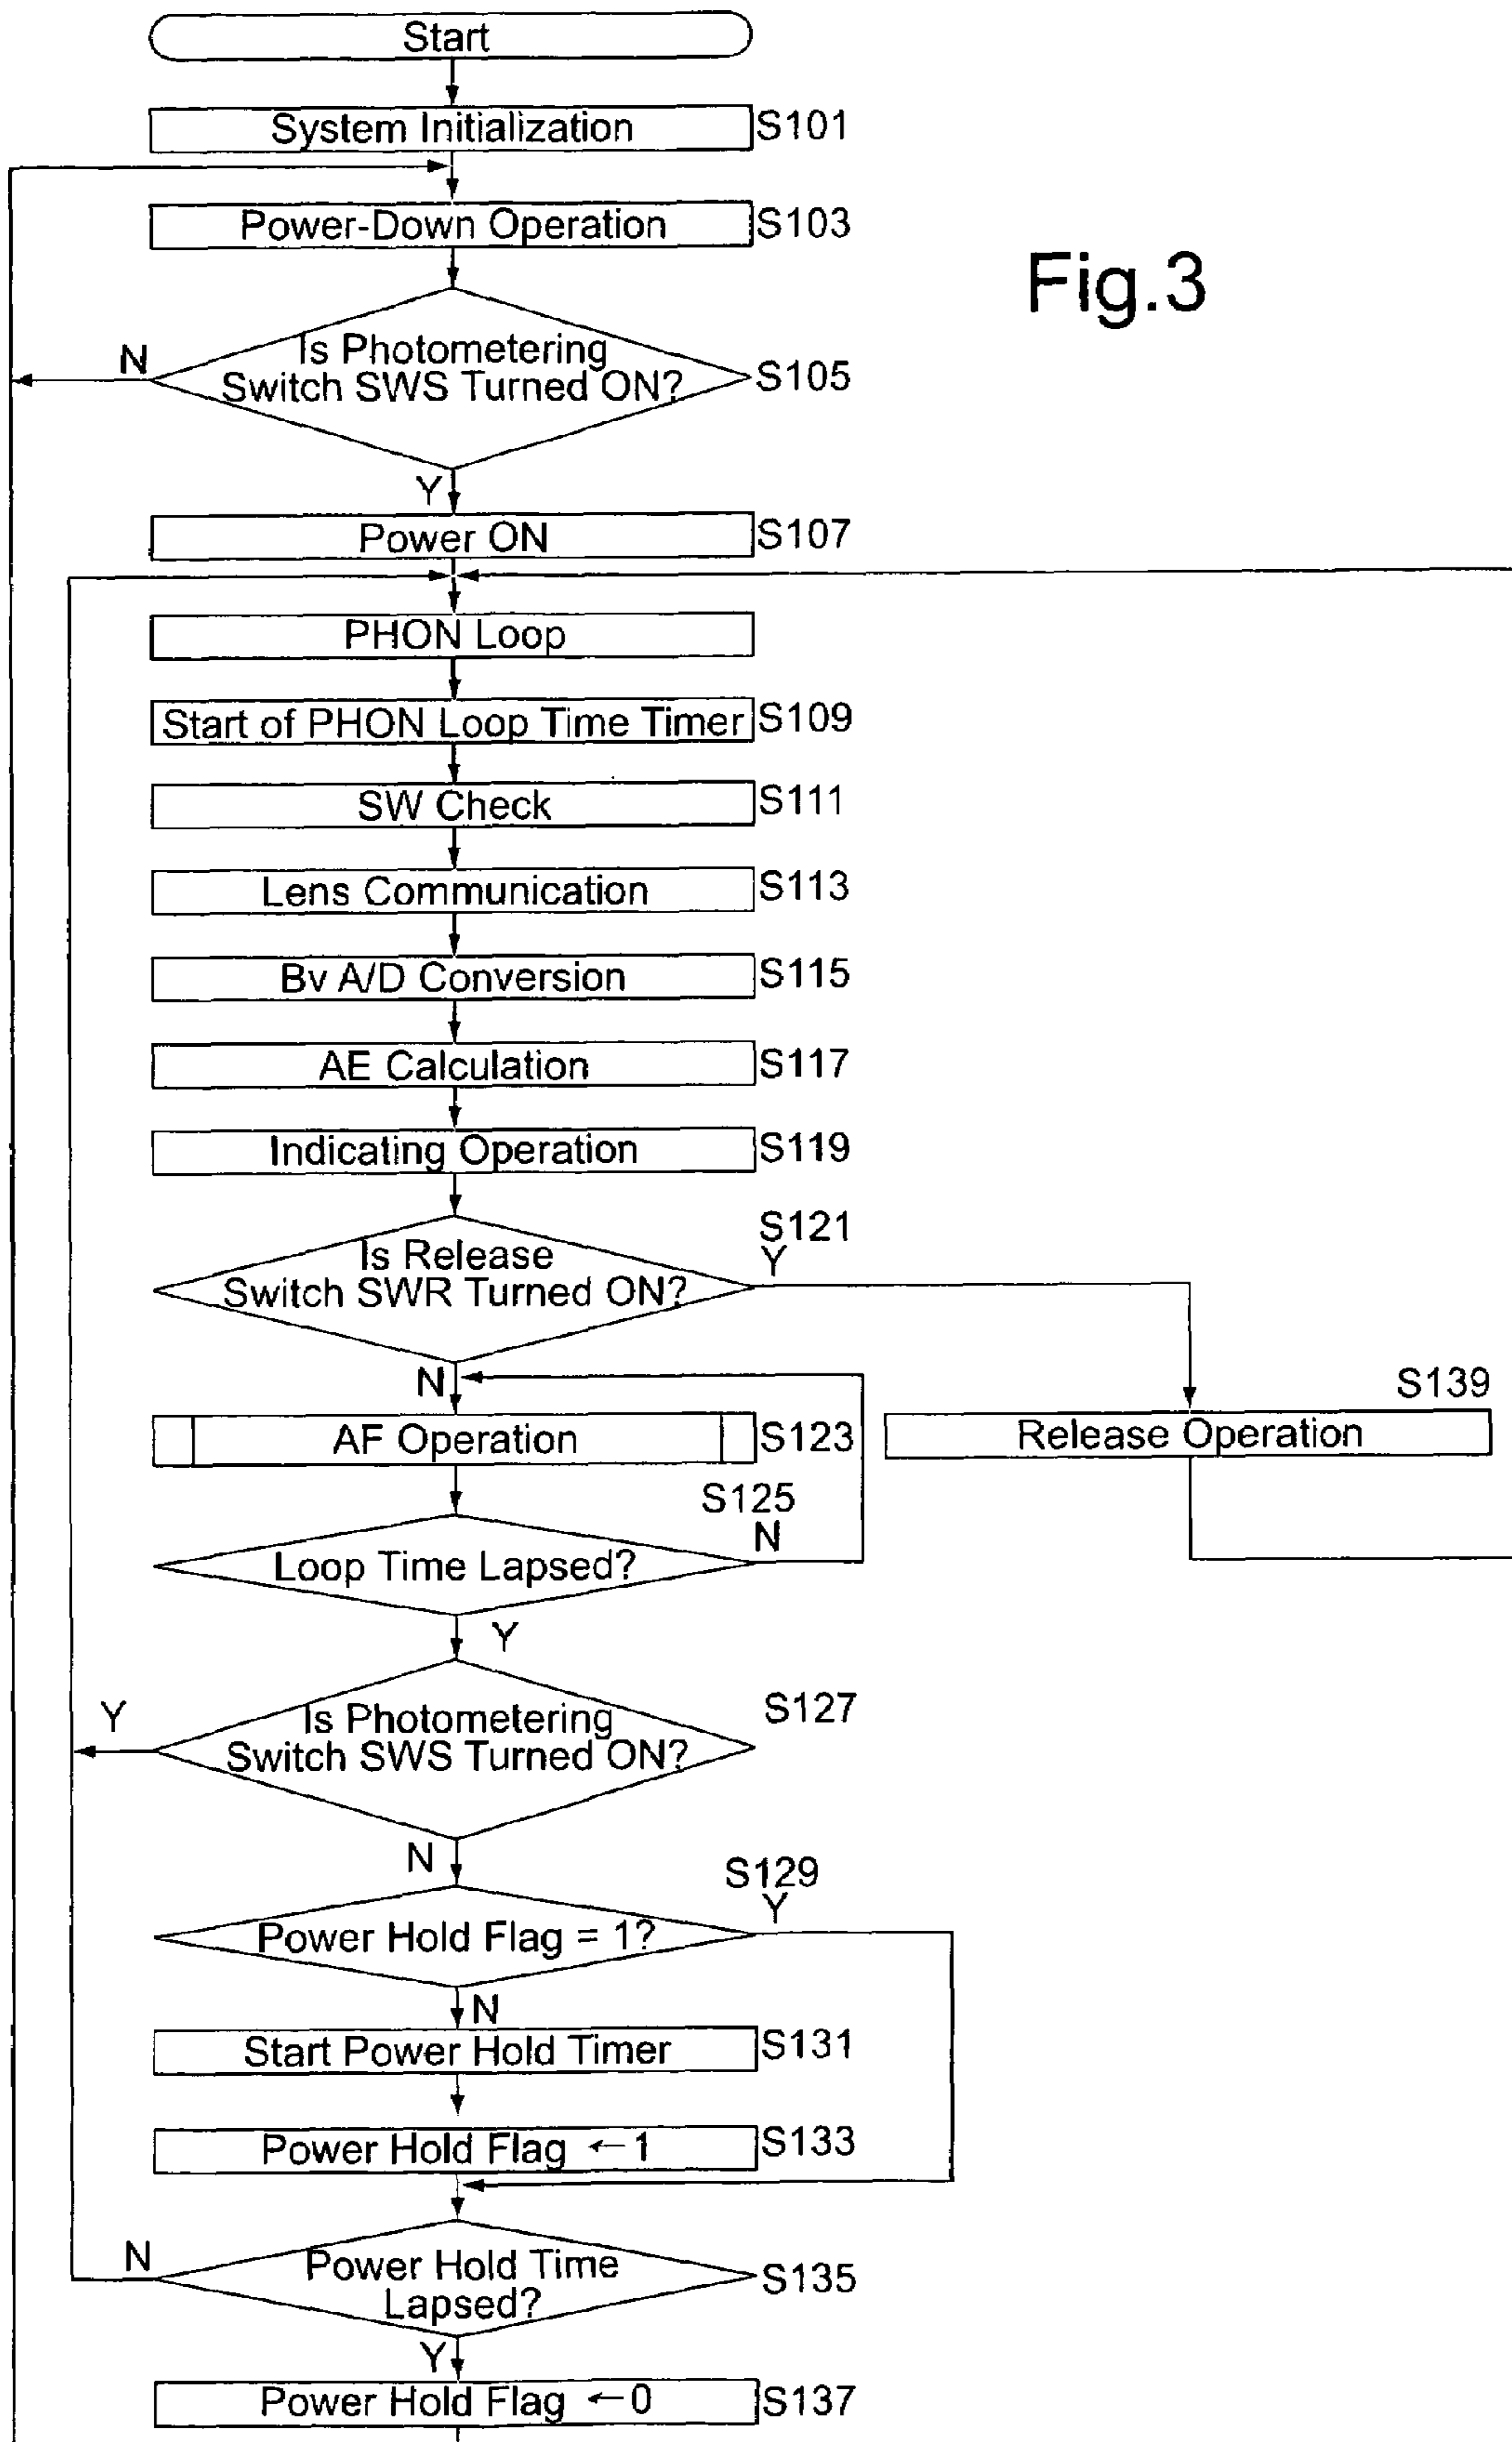 Start
System Initialization S101
Power-Down Operation S103
Fig.3
N
Is Photometering
Switch SWS Turned ON? S105
Y
Power ON S107
PHON Loop
Start of PHON Loop Time Timer S109
SW Check S111
Lens Communication S113
Bv A/D Conversion S115
AE Calculation S117
Indicating Operation S119
S121
Y
Is Release
Switch SWR Turned ON?
N
S139
AF Operation S123
Release Operation
S125
N
Loop Time Lapsed?
Y
S127
Y
Is Photometering
Switch SWS Turned ON?
N
S129
Y
Power Hold Flag = 1?
N
Start Power Hold Timer S131
Power Hold Flag ←1 S133
N
Power Hold Time
Lapsed? S135
Y
Power Hold Flag ←0 S137